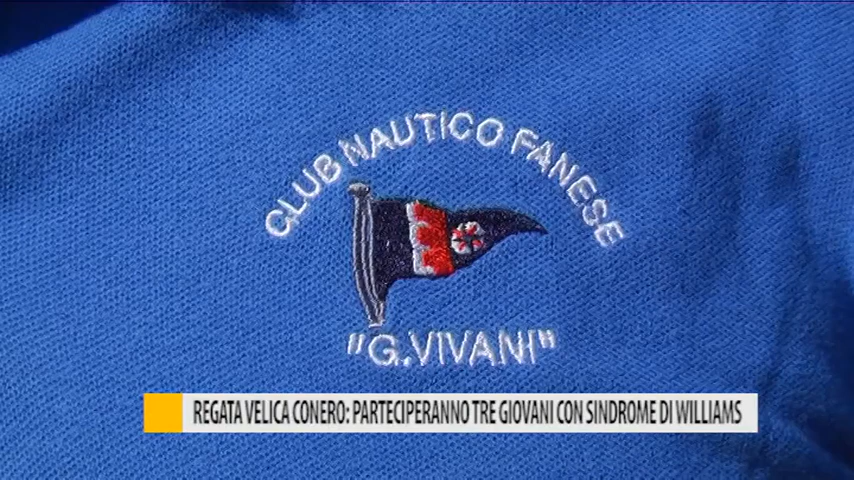 CLUB NAUTICO FANESE
"G.VIVANI"
REGATA VELICA CONERO: PARTECIPERANNO TRE GIOVANI CON SINDROME DI WILLIAMS